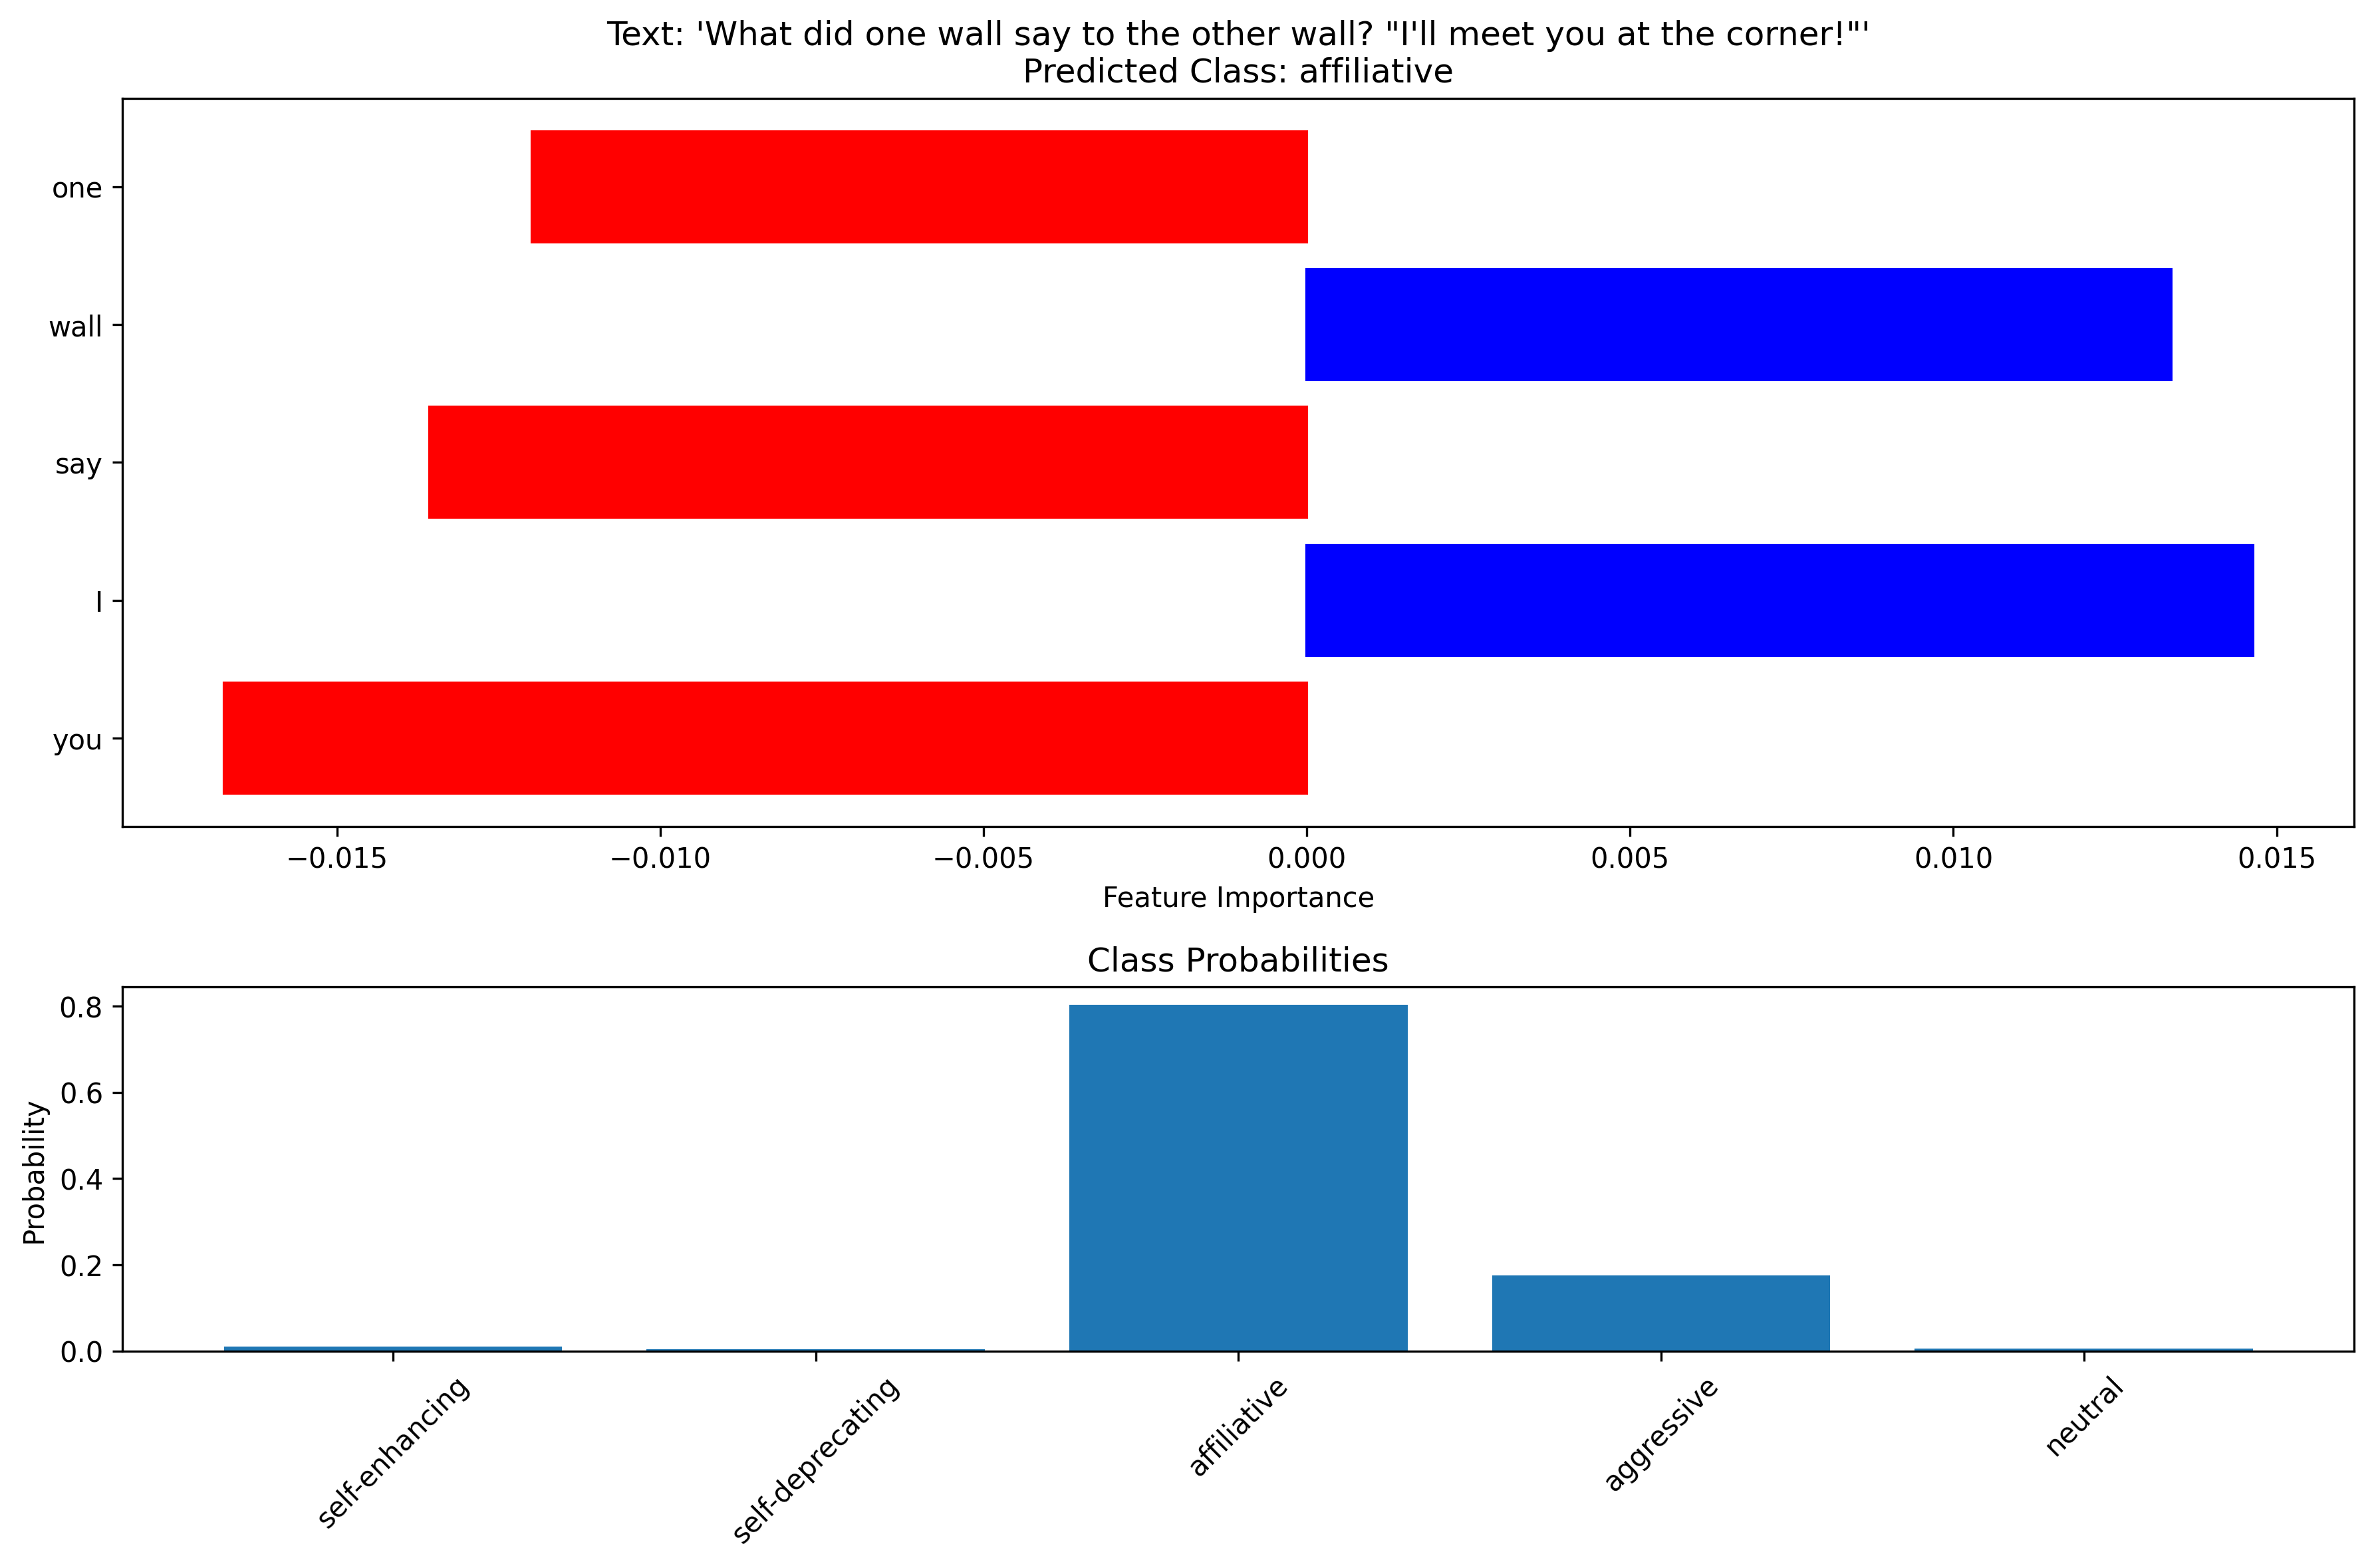 Text: 'What did one wall say to the other wall? "I'll meet you at the corner!"'
Predicted Class: affiliative
one
wall
say
I
you
−0.015
−0.010
−0.005
0.000
0.005
0.010
0.015
Feature Importance
Class Probabilities
Probability
0.8
0.6
0.4
0.2
0.0
self-enhancing
self-deprecating
affiliative
aggressive
neutral